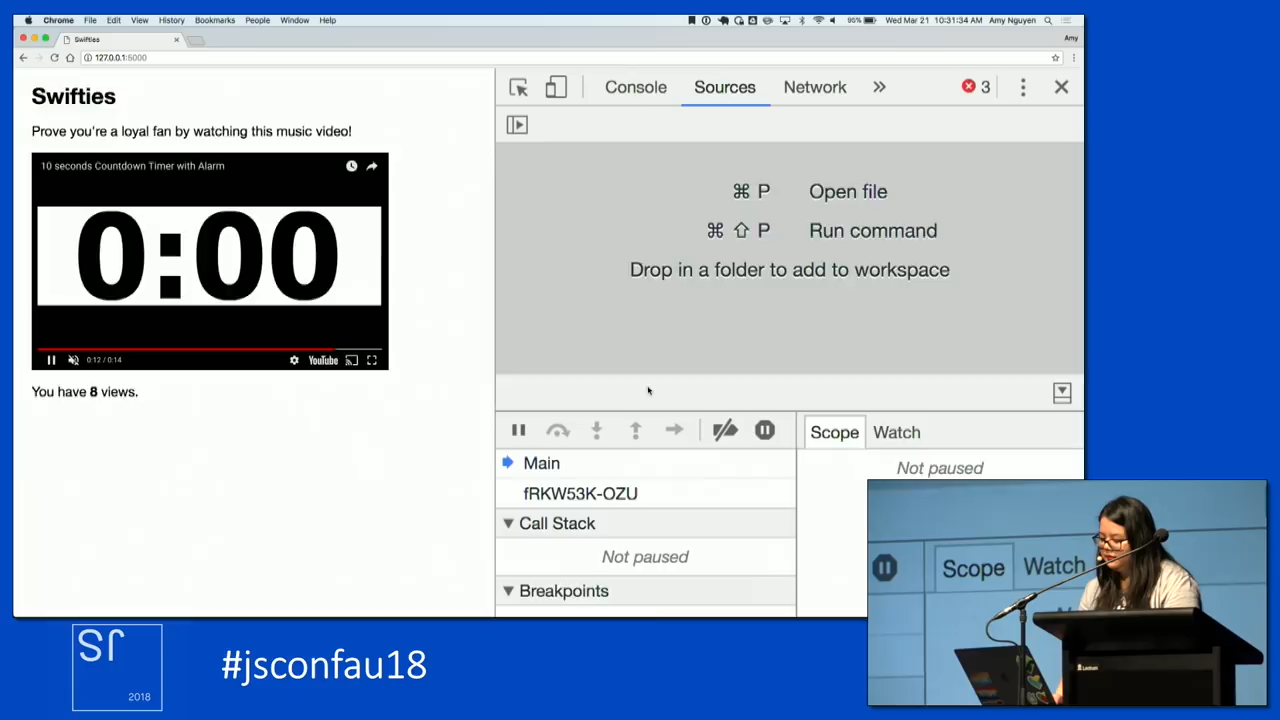 Chrome File Edit View History Bookmarks People Window Help
95% Wed Mar 21 10:31:34 AM Amy Nguyen
Swifties
Amy
127.0.0.1:5000
Swifties
Prove you're a loyal fan by watching this music video!
10 seconds Countdown Timer with Alarm
0:00
0:12 / 0:14
YouTube
You have 8 views.
Console Sources Network » 3
⌘ P Open file
⌘ ⇧ P Run command
Drop in a folder to add to workspace
Scope Watch
Not paused
Main
fRKW53K-OZU
Call Stack
Not paused
Breakpoints
Scope Watch
Lectrum
SJ
2018
#jsconfau18